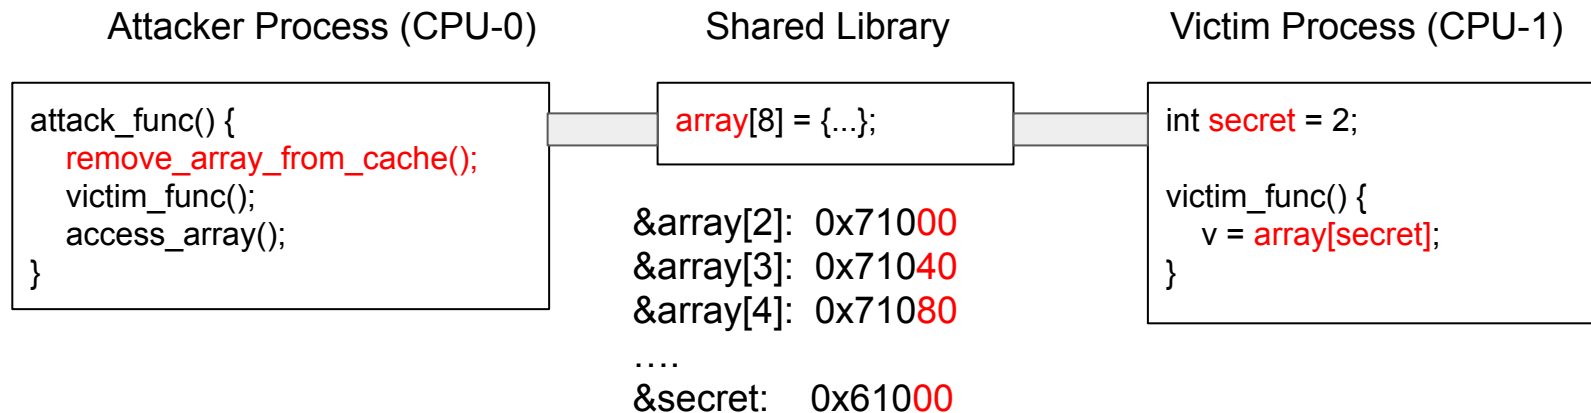 Attacker Process (CPU-0)
Shared Library
Victim Process (CPU-1)
attack_func() {
remove_array_from_cache();
victim_func();
access_array();
}
array[8] = {...};
&array[2]: 0x71000
&array[3]: 0x71040
&array[4]: 0x71080
....
&secret: 0x61000
int secret = 2;
victim_func() {
v = array[secret];
}